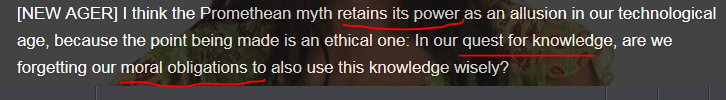 [NEW AGER] I think the Promethean myth retains its power as an allusion in our technological
age, because the point being made is an ethical one: In our quest for knowledge, are we
forgetting our moral obligations to also use this knowledge wisely?